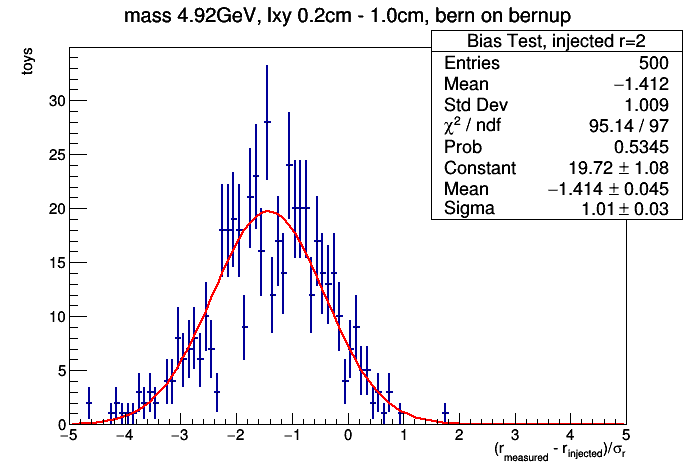 mass 4.92GeV, lxy 0.2cm - 1.0cm, bern on bernup
Bias Test, injected r=2
Entries 500
Mean −1.412
Std Dev 1.009
χ² / ndf 95.14 / 97
Prob 0.5345
Constant 19.72 ± 1.08
Mean −1.414 ± 0.045
Sigma 1.01 ± 0.03
toys
30
25
20
15
10
5
0
−5 −4 −3 −2 −1 0 1 2 3 4 5
(r_measured - r_injected)/σ_r